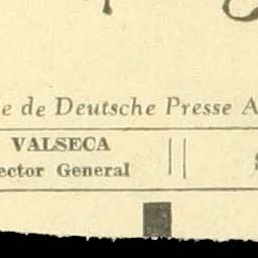 e de Deutsche Presse A
VALSECA
ector General